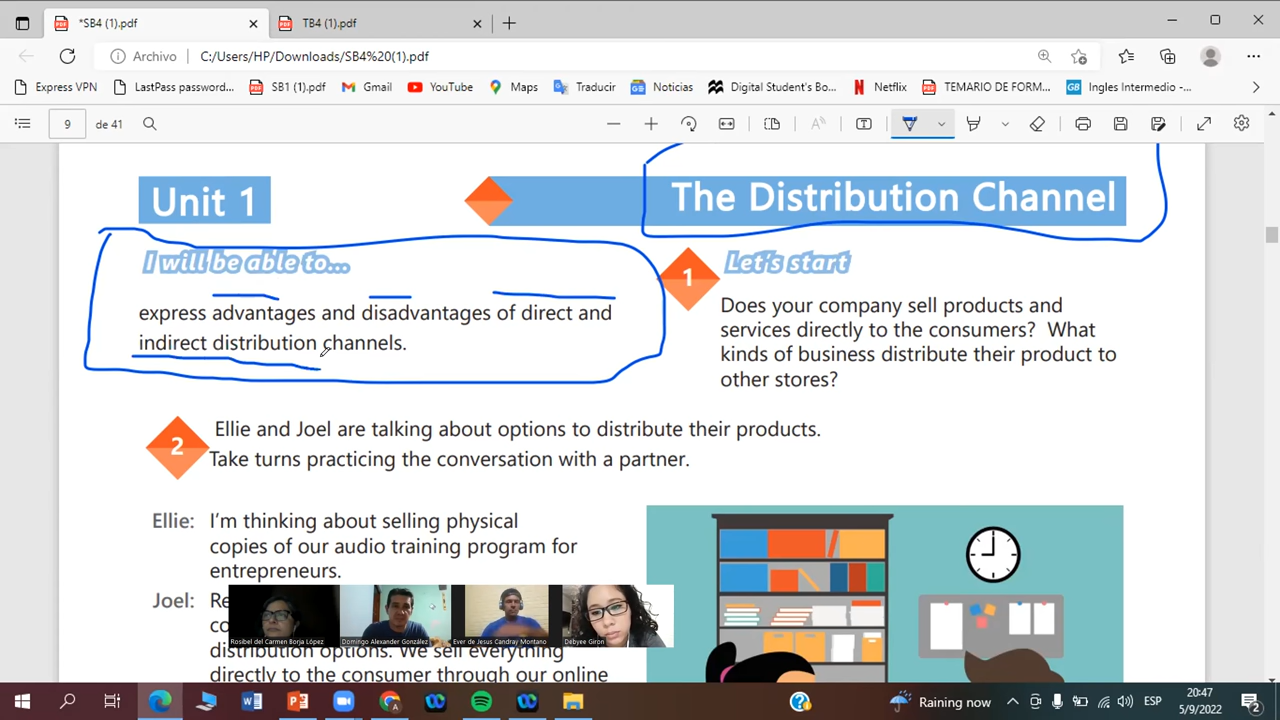 *SB4 (1).pdf
TB4 (1).pdf
Archivo
C:/Users/HP/Downloads/SB4%20(1).pdf
Express VPN
LastPass password...
SB1 (1).pdf
Gmail
YouTube
Maps
Traducir
Noticias
Digital Student's Bo...
Netflix
TEMARIO DE FORM...
Ingles Intermedio -...
9
de 41
Unit 1
The Distribution Channel
I will be able to...
express advantages and disadvantages of direct and
indirect distribution channels.
1
Let's start
Does your company sell products and
services directly to the consumers? What
kinds of business distribute their product to
other stores?
2
Ellie and Joel are talking about options to distribute their products.
Take turns practicing the conversation with a partner.
Ellie: I'm thinking about selling physical
copies of our audio training program for
entrepreneurs.
Joel:
distribution options. We sell everything
directly to the consumer through our online
Rosibel del Carmen Borja López
Domingo Alexander González
Ever de Jesus Candray Montano
Debyee Giron
Raining now
ESP
20:47
5/9/2022
2